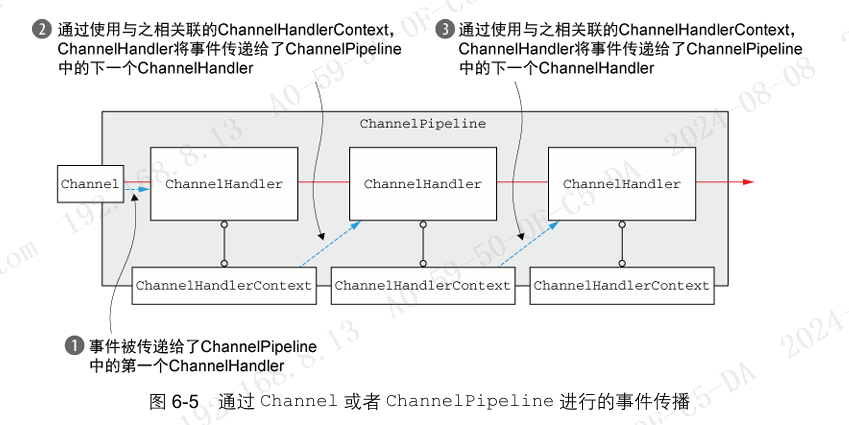 2 通过使用与之相关联的ChannelHandlerContext，
ChannelHandler将事件传递给了ChannelPipeline
中的下一个ChannelHandler
3 通过使用与之相关联的ChannelHandlerContext，
ChannelHandler将事件传递给了ChannelPipeline
中的下一个ChannelHandler
ChannelPipeline
Channel
ChannelHandler
ChannelHandler
ChannelHandler
ChannelHandlerContext
ChannelHandlerContext
ChannelHandlerContext
1 事件被传递给了ChannelPipeline
中的第一个ChannelHandler
图 6-5 通过 Channel 或者 ChannelPipeline 进行的事件传播